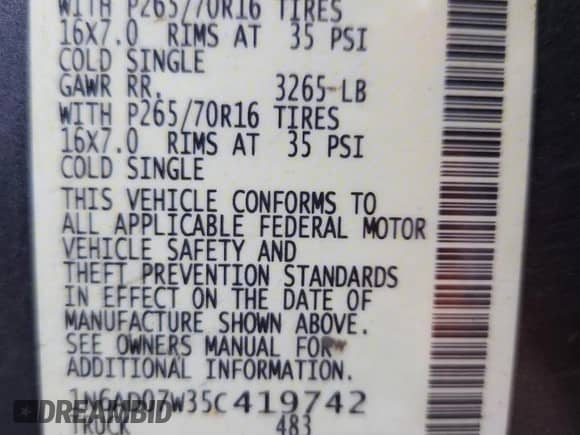 WITH P265/70R16 TIRES
16X7.0 RIMS AT 35 PSI
COLD SINGLE
GAWR RR. 3265 LB
WITH P265/70R16 TIRES
16X7.0 RIMS AT 35 PSI
COLD SINGLE
THIS VEHICLE CONFORMS TO
ALL APPLICABLE FEDERAL MOTOR
VEHICLE SAFETY AND
THEFT PREVENTION STANDARDS
IN EFFECT ON THE DATE OF
MANUFACTURE SHOWN ABOVE.
SEE OWNERS MANUAL FOR
ADDITIONAL INFORMATION.
1N6AD07W35C419742
TRUCK 483
DREAMBID